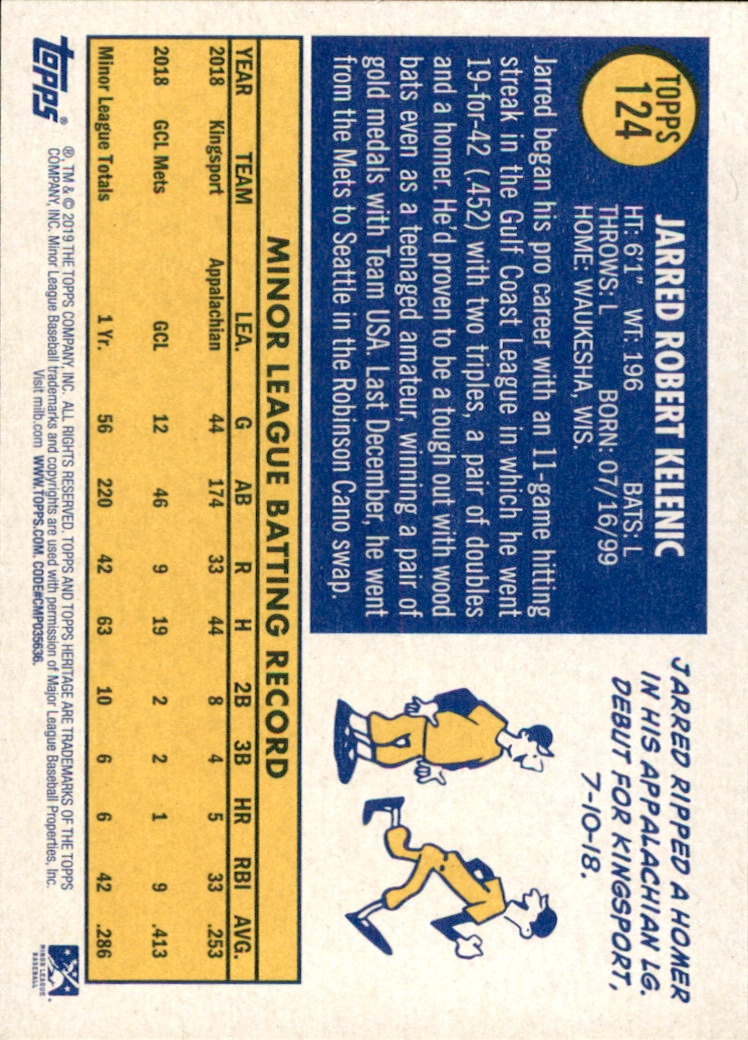 TOPPS
124
JARRED ROBERT KELENIC
HT: 6'1" WT: 196 BATS: L
THROWS: L BORN: 07/16/99
HOME: WAUKESHA, WIS.
Jarred began his pro career with an 11-game hitting
streak in the Gulf Coast League in which he went
19-for-42 (.452) with two triples, a pair of doubles
and a homer. He'd proven to be a tough out with wood
bats even as a teenaged amateur, winning a pair of
gold medals with Team USA. Last December, he went
from the Mets to Seattle in the Robinson Cano swap.
JARRED RIPPED A HOMER
IN HIS APPALACHIAN LG.
DEBUT FOR KINGSPORT,
7-10-18.
MINOR LEAGUE BATTING RECORD
YEAR TEAM LEA. G AB R H 2B 3B HR RBI AVG.
2018 Kingsport Appalachian 44 174 33 44 8 4 5 33 .253
2018 GCL Mets GCL 12 46 9 19 2 2 1 9 .413
Minor League Totals 1 Yr. 56 220 42 63 10 6 6 42 .286
topps®
®, TM & © 2019 THE TOPPS COMPANY, INC. ALL RIGHTS RESERVED. TOPPS AND TOPPS HERITAGE ARE TRADEMARKS OF THE TOPPS
COMPANY, INC. Minor League Baseball trademarks and copyrights are used with permission of Major League Baseball Properties, Inc.
Visit milb.com WWW.TOPPS.COM. CODE#CMP035636.
MINOR LEAGUE
BASEBALL